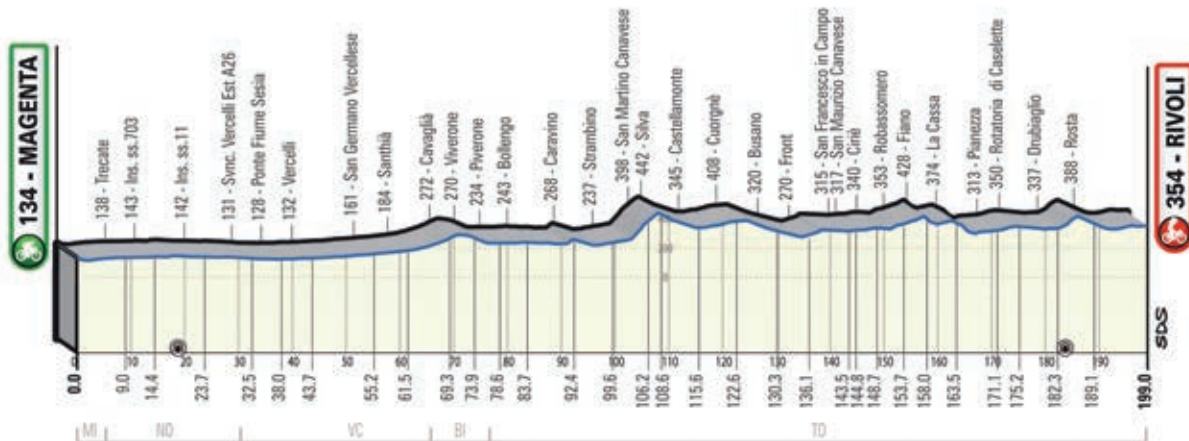 134 - MAGENTA
138 - Trecate
143 - Ins. ss.703
142 - Ins. ss.11
131 - Svnc. Vercelli Est A26
128 - Ponte Fiume Sesia
132 - Vercelli
161 - San Germano Vercellese
184 - Santhià
272 - Cavaglià
270 - Viverone
234 - Piverone
243 - Bollengo
268 - Caravino
237 - Strambino
398 - San Martino Canavese
442 - Silva
345 - Castellamonte
408 - Cuorgnè
320 - Busano
270 - Front
315 - San Francesco in Campo
317 - San Maurizio Canavese
340 - Ciriè
353 - Robassomero
428 - Fiano
374 - La Cassa
313 - Pianezza
350 - Rotatoria di Caselette
337 - Drubiaglio
388 - Rosta
354 - RIVOLI
0 10 20 30 40 50 60 70 80 90 100 110 120 130 140 150 160 170 180 190
0.0 9.0 14.4 23.7 32.5 38.0 43.7 55.2 61.5 69.3 73.9 78.6 83.7 92.4 99.6 106.2 108.6 115.6 122.6 130.3 136.1 143.5 144.8 148.7 153.7 158.0 163.5 171.1 175.2 182.3 189.1 199.0
SDS
MI NO VC BI TO